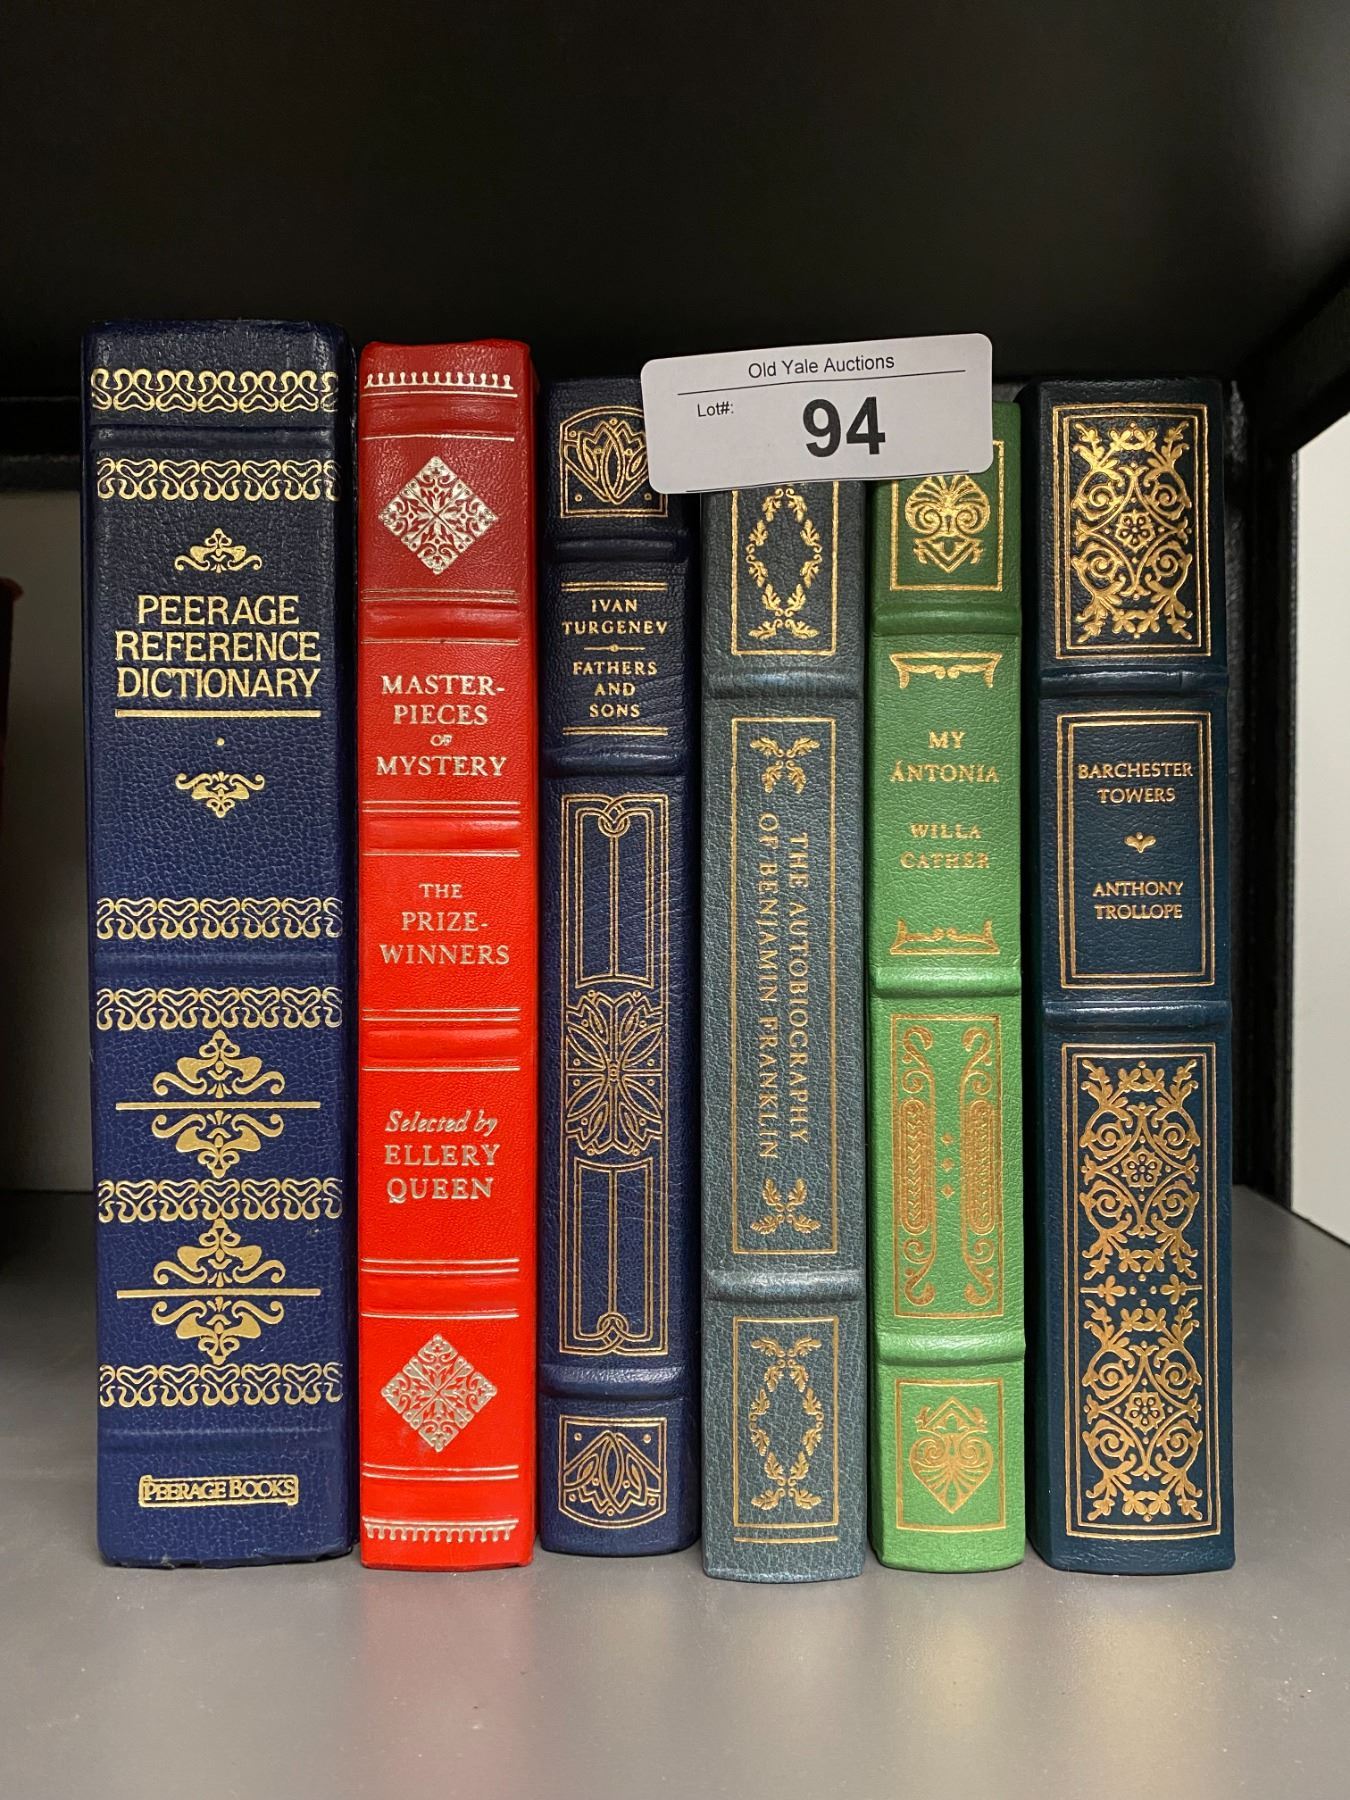 Old Yale Auctions
Lot#:
94
PEERAGE
REFERENCE
DICTIONARY
PEERAGE BOOKS
MASTER-
PIECES
OF
MYSTERY
THE
PRIZE-
WINNERS
Selected by
ELLERY
QUEEN
IVAN
TURGENEV
FATHERS
AND
SONS
THE AUTOBIOGRAPHY
OF BENJAMIN FRANKLIN
MY
ÁNTONIA
WILLA
CATHER
BARCHESTER
TOWERS
ANTHONY
TROLLOPE